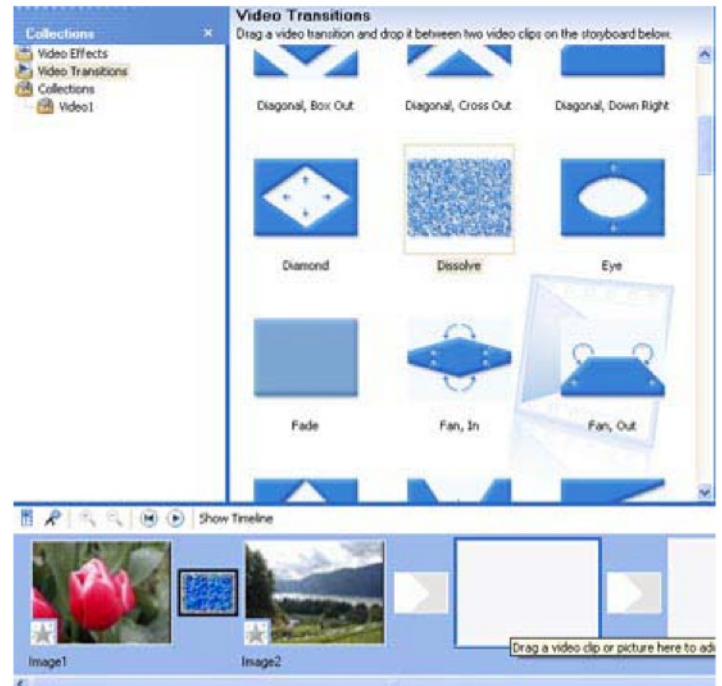 Collections
Video Effects
Video Transitions
Collections
Video1
Video Transitions
Drag a video transition and drop it between two video clips on the storyboard below.
Diagonal, Box Out
Diagonal, Cross Out
Diagonal, Down Right
Diamond
Dissolve
Eye
Fade
Fan, In
Fan, Out
Show Timeline
Image1
Image2
Drag a video clip or picture here to